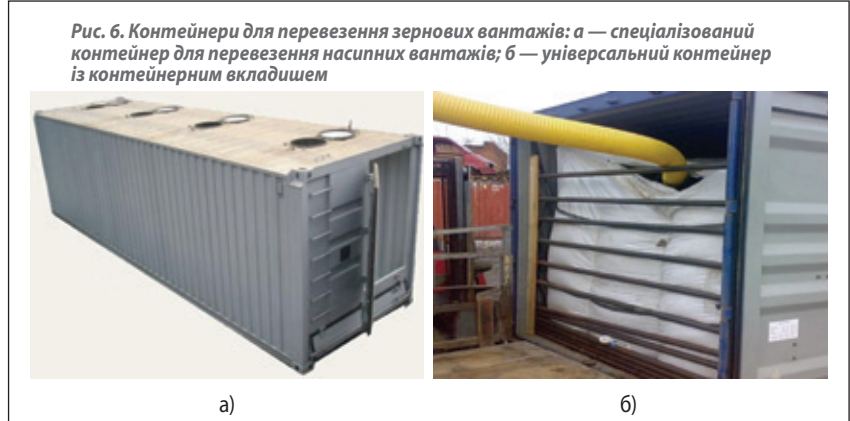 Рис. 6. Контейнери для перевезення зернових вантажів: а — спеціалізований
контейнер для перевезення насипних вантажів; б — універсальний контейнер
із контейнерним вкладишем
а)
б)